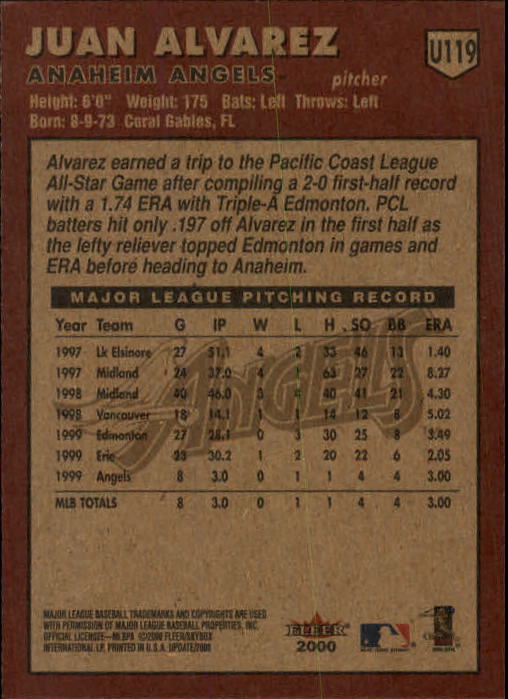 JUAN ALVAREZ
U119
ANAHEIM ANGELS
pitcher
Height: 6'0" Weight: 175 Bats: Left Throws: Left
Born: 8-9-73 Coral Gables, FL
Alvarez earned a trip to the Pacific Coast League
All-Star Game after compiling a 2-0 first-half record
with a 1.74 ERA with Triple-A Edmonton. PCL
batters hit only .197 off Alvarez in the first half as
the lefty reliever topped Edmonton in games and
ERA before heading to Anaheim.
MAJOR LEAGUE PITCHING RECORD
Year Team G IP W L H SO BB ERA
1997 Lk Elsinore 27 51.1 4 2 33 46 13 1.40
1997 Midland 24 37.0 4 1 63 27 22 8.27
1998 Midland 40 46.0 3 4 40 41 21 4.30
1998 Vancouver 18 14.1 1 1 14 12 8 5.02
1999 Edmonton 27 28.1 0 3 30 25 8 3.49
1999 Erie 23 30.2 1 2 20 22 6 2.05
1999 Angels 8 3.0 0 1 1 4 4 3.00
MLB TOTALS 8 3.0 0 1 1 4 4 3.00
ANGELS
MAJOR LEAGUE BASEBALL TRADEMARKS AND COPYRIGHTS ARE USED
WITH PERMISSION OF MAJOR LEAGUE BASEBALL PROPERTIES, INC.
OFFICIAL LICENSEE—MLBPA ©2000 FLEER/SKYBOX
INTERNATIONAL LP. PRINTED IN U.S.A. UPDATE/2000
FLEER
2000